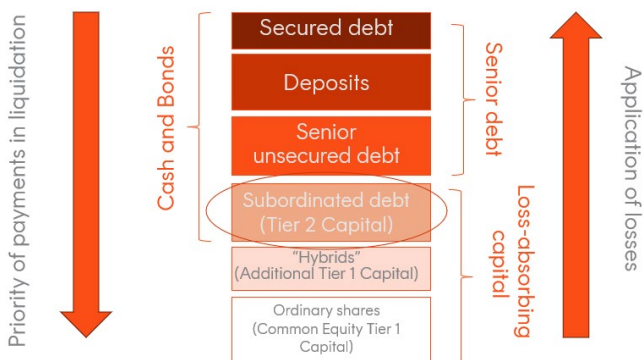 Priority of payments in liquidation
Cash and Bonds
Secured debt
Deposits
Senior
unsecured debt
Subordinated debt
(Tier 2 Capital)
"Hybrids"
(Additional Tier 1 Capital)
Ordinary shares
(Common Equity Tier 1
Capital)
Senior debt
Loss-absorbing
capital
Application of losses